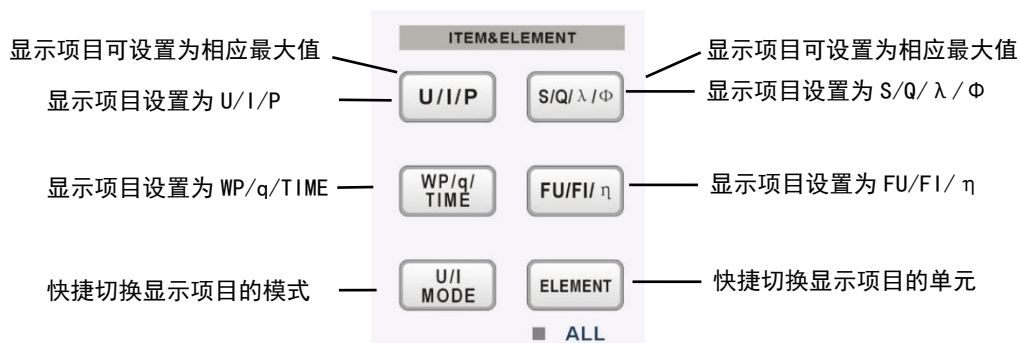 ITEM&ELEMENT
显示项目可设置为相应最大值
显示项目可设置为相应最大值
显示项目设置为 U/I/P
U/I/P
S/Q/λ/Φ
显示项目设置为 S/Q/λ/Φ
显示项目设置为 WP/q/TIME
WP/q/
TIME
FU/FI/η
显示项目设置为 FU/FI/η
快捷切换显示项目的模式
U/I
MODE
ELEMENT
快捷切换显示项目的单元
ALL